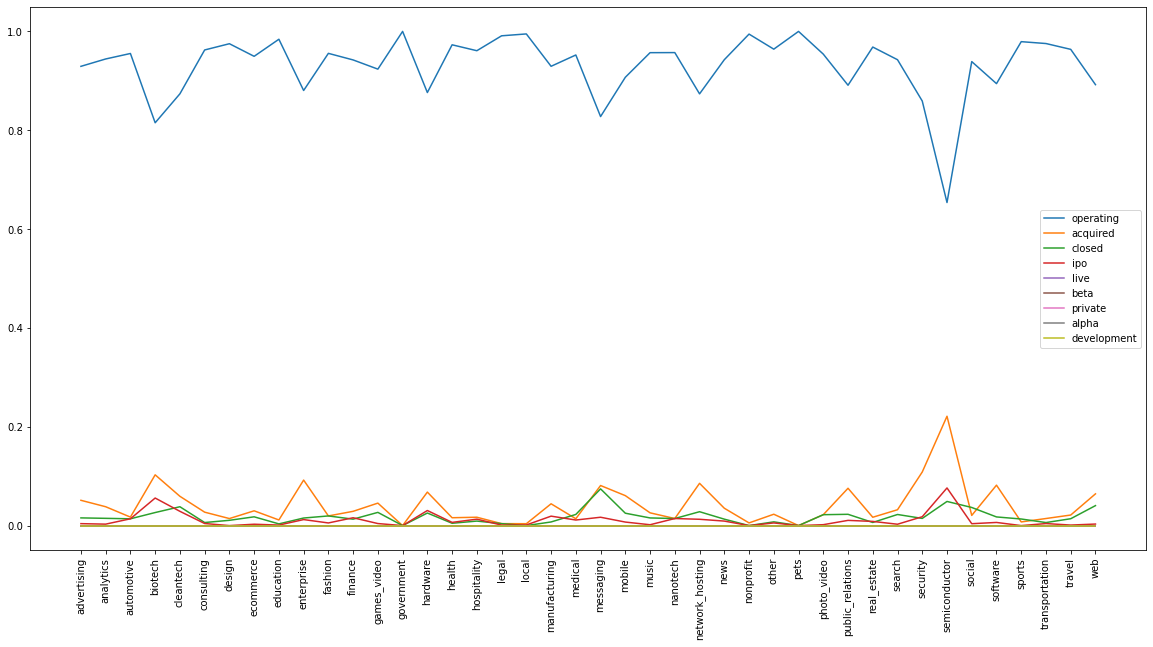 1.0
0.8
0.6
0.4
0.2
0.0
operating
acquired
closed
ipo
live
beta
private
alpha
development
advertising
analytics
automotive
biotech
cleantech
consulting
design
ecommerce
education
enterprise
fashion
finance
games_video
government
hardware
health
hospitality
legal
local
manufacturing
medical
messaging
mobile
music
nanotech
network_hosting
news
nonprofit
other
pets
photo_video
public_relations
real_estate
search
security
semiconductor
social
software
sports
transportation
travel
web